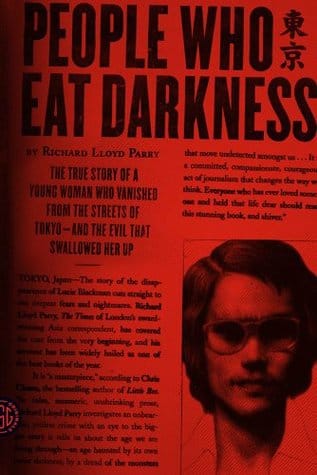 PEOPLE WHO
EAT DARKNESS
東京
BY RICHARD LLOYD PARRY
THE TRUE STORY OF A
YOUNG WOMAN WHO VANISHED
FROM THE STREETS OF
TOKYO—AND THE EVIL THAT
SWALLOWED HER UP
that move undetected amongst us . . . It
a committed, compassionate, courageous
act of journalism that changes the way
think. Everyone who has ever loved some
one and held that life dear should read
this stunning book, and shiver."
TOKYO, Japan—The story of the disap-
pearance of Lucie Blackman cuts straight to
our deepest fears and nightmares. Richard
Lloyd Parry, The Times of London's award-
winning Asia correspondent, has covered
the case from the very beginning, and his
account has been widely hailed as one of
the best books of the year.
It is "a masterpiece," according to Chris
Cleave, the bestselling author of Little Bee.
"In calm, mesmeric, unshrinking prose,
Richard Lloyd Parry investigates an unbear-
able crime with an eye to the big-
story it tells us about the age we are
living through—an age haunted by its own
inner darkness, by a dread of the monsters